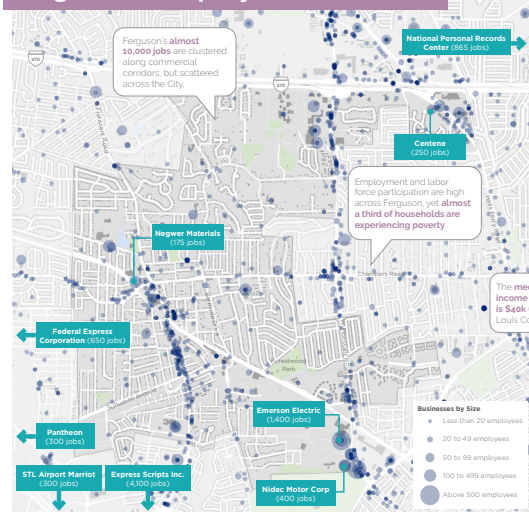 Ferguson's almost
10,000 jobs are clustered
along commercial
corridors, but scattered
across the City.
National Personal Records
Center (865 jobs)
270
270
Centene
(250 jobs)
Employment and labor
force participation are high
across Ferguson, yet almost
a third of households are
experiencing poverty.
Negwer Materials
(175 jobs)
Chambers Road
The
income
is $40k
Louis Co
Federal Express
Corporation (650 jobs)
Park
Emerson Electric
(1,400 jobs)
Businesses by Size
Less than 20 employees
20 to 49 employees
50 to 99 employees
100 to 499 employees
Above 500 employees
Pantheon
(300 jobs)
STL Airport Marriot
(300 jobs)
Express Scripts Inc.
(4,100 jobs)
Nidec Motor Corp
(400 jobs)